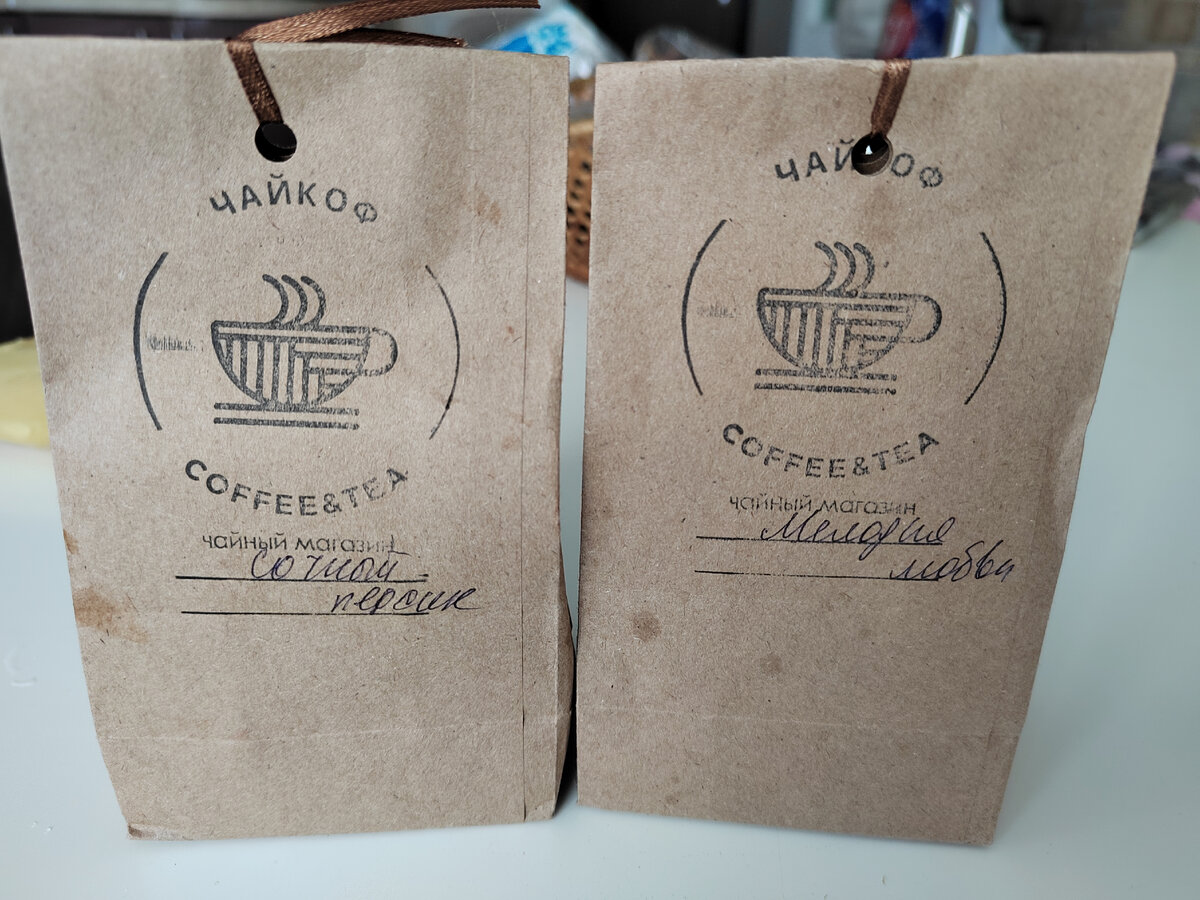 ЧАЙКОФ
COFFEE&TEA
чайный магазин
Сочный
персик
ЧАЙКОФ
COFFEE&TEA
чайный магазин
Мелодия
любви